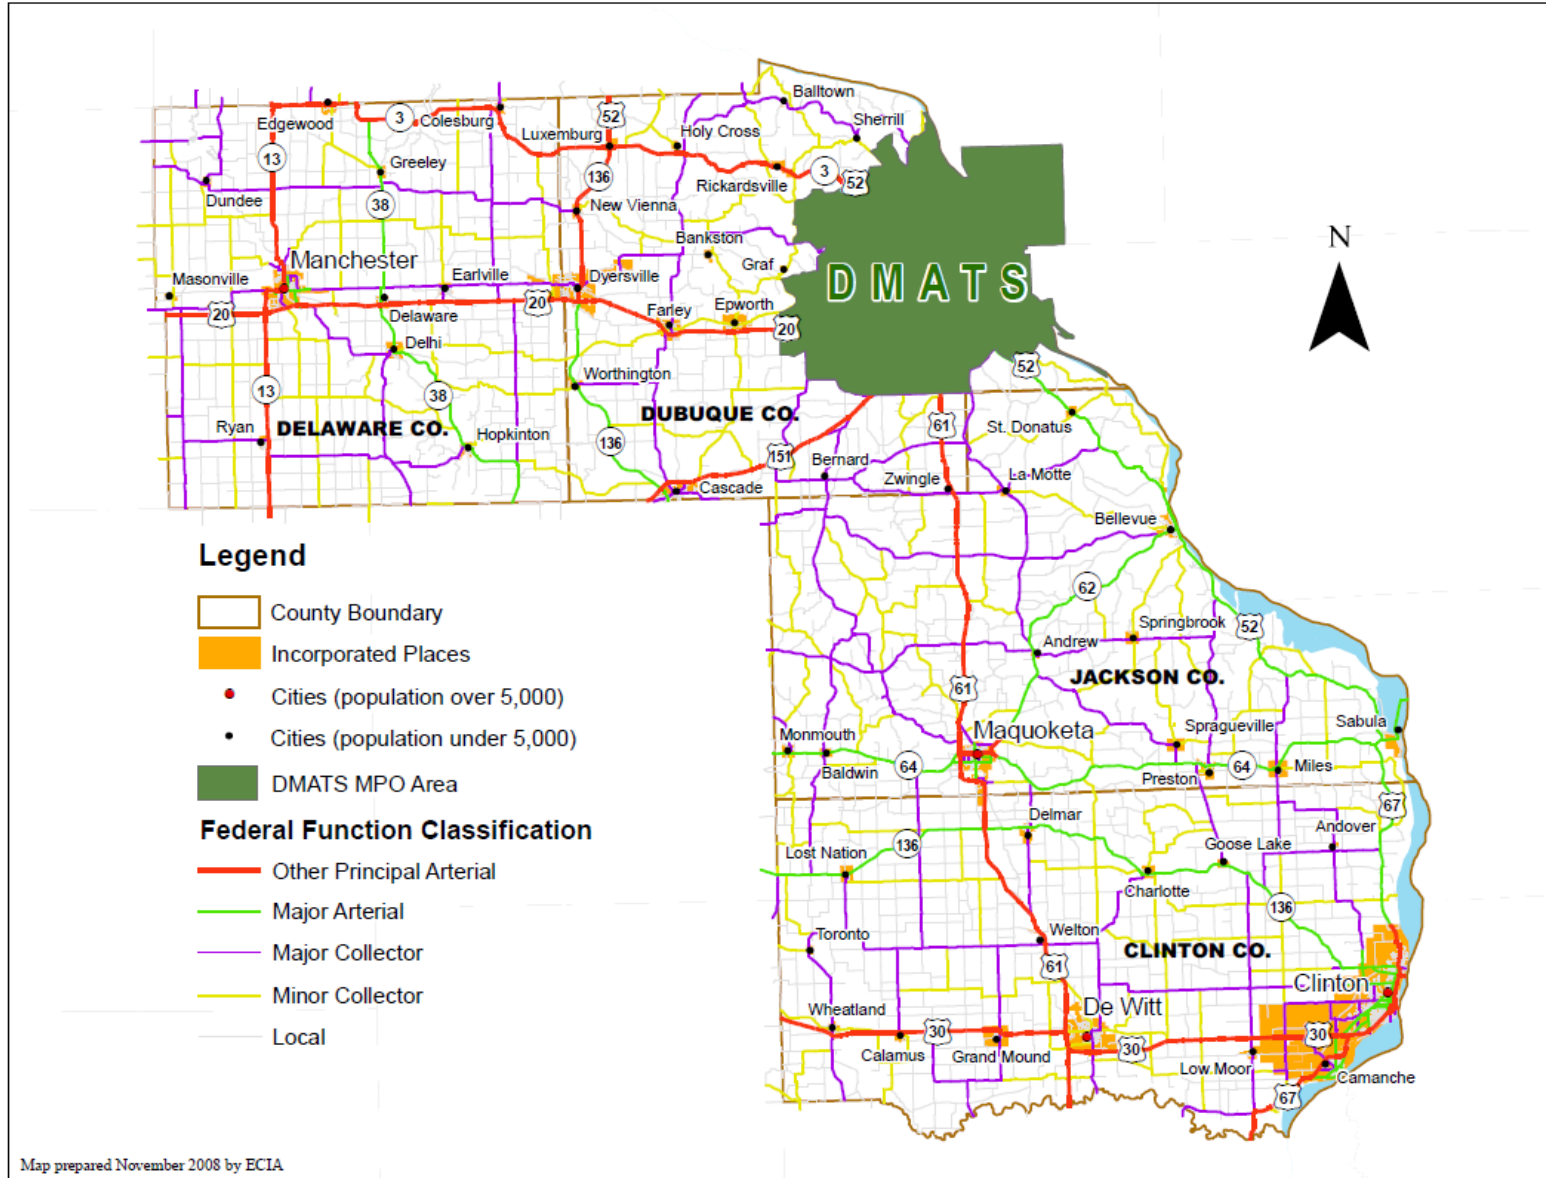 Balltown
52
Sherrill
Edgewood
3
Colesburg
Luxemburg
Holy Cross
13
Greeley
136
Rickardsville
3
52
Dundee
38
New Vienna
N
Bankston
Manchester
Graf
Masonville
Earlville
Dyersville
DMATS
20
Delaware
20
Farley
Epworth
20
Delhi
52
Worthington
13
38
DUBUQUE CO.
Ryan
DELAWARE CO.
Hopkinton
136
61
St. Donatus
151
Bernard
Zwingle
La Motte
Cascade
Bellevue
Legend
County Boundary
Incorporated Places
Cities (population over 5,000)
Cities (population under 5,000)
DMATS MPO Area
Federal Function Classification
Other Principal Arterial
Major Arterial
Major Collector
Minor Collector
Local
62
Springbrook
52
Andrew
JACKSON CO.
61
Maquoketa
Spragueville
Sabula
Monmouth
Baldwin
64
Preston
64
Miles
67
Delmar
Andover
Lost Nation
136
Goose Lake
Charlotte
136
Toronto
Welton
CLINTON CO.
61
Clinton
Wheatland
De Witt
30
30
30
Calamus
Grand Mound
Low Moor
Camanche
67
Map prepared November 2008 by ECIA